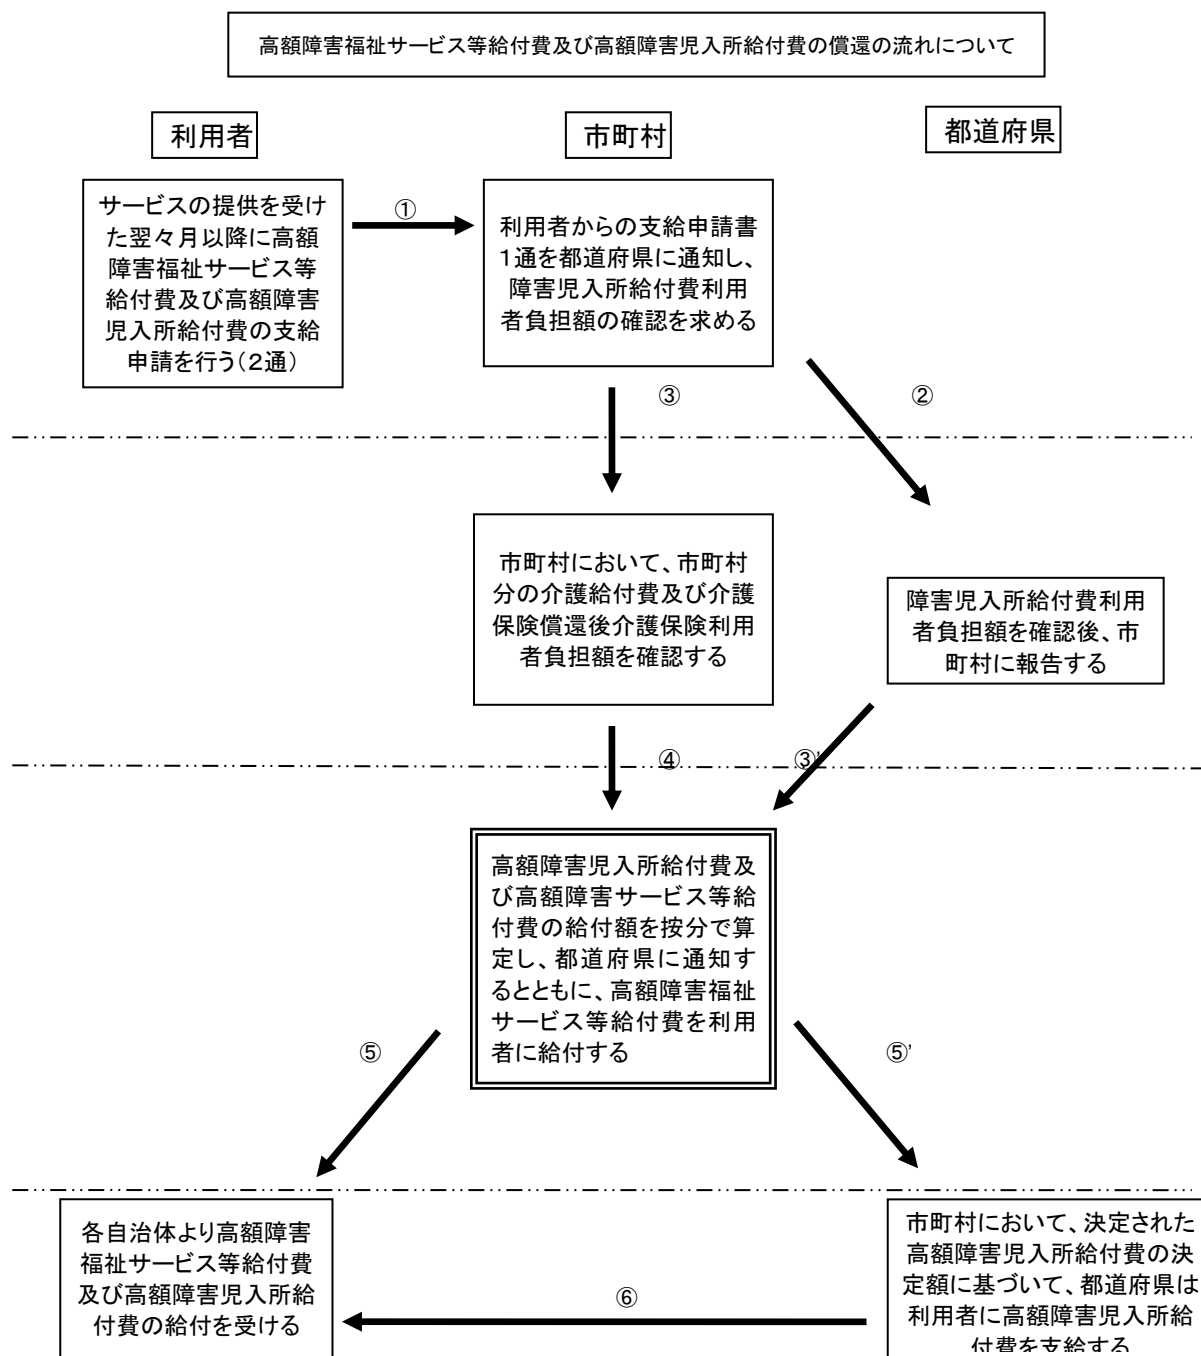 高額障害福祉サービス等給付費及び高額障害児入所給付費の償還の流れについて
利用者
市町村
都道府県
サービスの提供を受け
た翌々月以降に高額
障害福祉サービス等
給付費及び高額障害
児入所給付費の支給
申請を行う（２通）
①
利用者からの支給申請書
１通を都道府県に通知し、
障害児入所給付費利用
者負担額の確認を求める
③
②
市町村において、市町村
分の介護給付費及び介護
保険償還後介護保険利用
者負担額を確認する
障害児入所給付費利用
者負担額を確認後、市
町村に報告する
④
③’
高額障害児入所給付費及
び高額障害サービス等給
付費の給付額を按分で算
定し、都道府県に通知す
るとともに、高額障害福祉
サービス等給付費を利用
者に給付する
⑤
⑤’
各自治体より高額障害
福祉サービス等給付費
及び高額障害児入所給
付費の給付を受ける
⑥
市町村において、決定された
高額障害児入所給付費の決
定額に基づいて、都道府県は
利用者に高額障害児入所給
付費を支給する